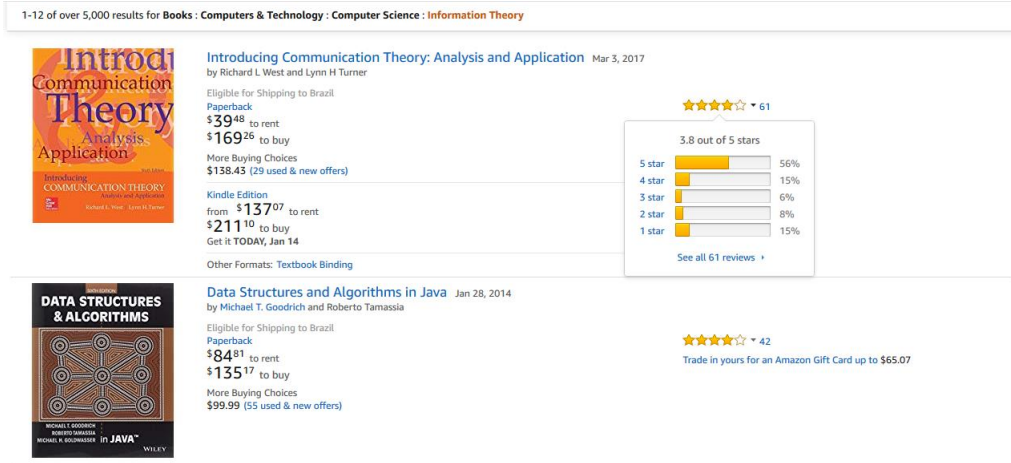 1-12 of over 5,000 results for Books : Computers & Technology : Computer Science : Information Theory
Introdu
Communication
Theory
Analysis
Application
Introducing
COMMUNICATION THEORY
Analysis and Application
Richard L. West Lynn H. Turner
Introducing Communication Theory: Analysis and Application Mar 3, 2017
by Richard L West and Lynn H Turner
Eligible for Shipping to Brazil
Paperback
$39.48 to rent
$169.26 to buy
More Buying Choices
$138.43 (29 used & new offers)
Kindle Edition
from $137.07 to rent
$211.10 to buy
Get it TODAY, Jan 14
Other Formats: Textbook Binding
61
3.8 out of 5 stars
5 star 56%
4 star 15%
3 star 6%
2 star 8%
1 star 15%
See all 61 reviews
SIXTH EDITION
DATA STRUCTURES
& ALGORITHMS
MICHAEL T. GOODRICH
ROBERTO TAMASSIA
MICHAEL H. GOLDWASSER in JAVA™
WILEY
Data Structures and Algorithms in Java Jan 28, 2014
by Michael T. Goodrich and Roberto Tamassia
Eligible for Shipping to Brazil
Paperback
$84.81 to rent
$135.17 to buy
More Buying Choices
$99.99 (55 used & new offers)
42
Trade in yours for an Amazon Gift Card up to $65.07